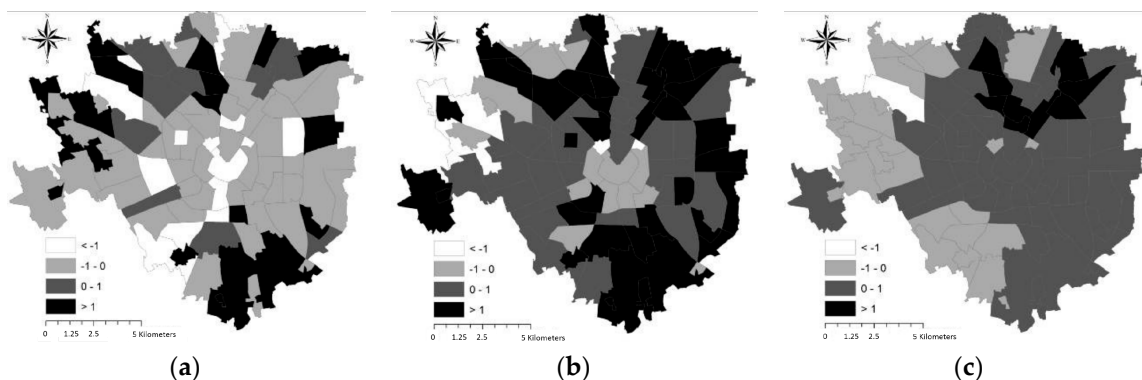 N
W E
S
< -1
-1 - 0
0 - 1
> 1
0 1.25 2.5 5 Kilometers
(a)
N
W E
S
< -1
-1 - 0
0 - 1
> 1
0 1.25 2.5 5 Kilometers
(b)
N
W E
S
< -1
-1 - 0
0 - 1
> 1
0 1.25 2.5 5 Kilometers
(c)